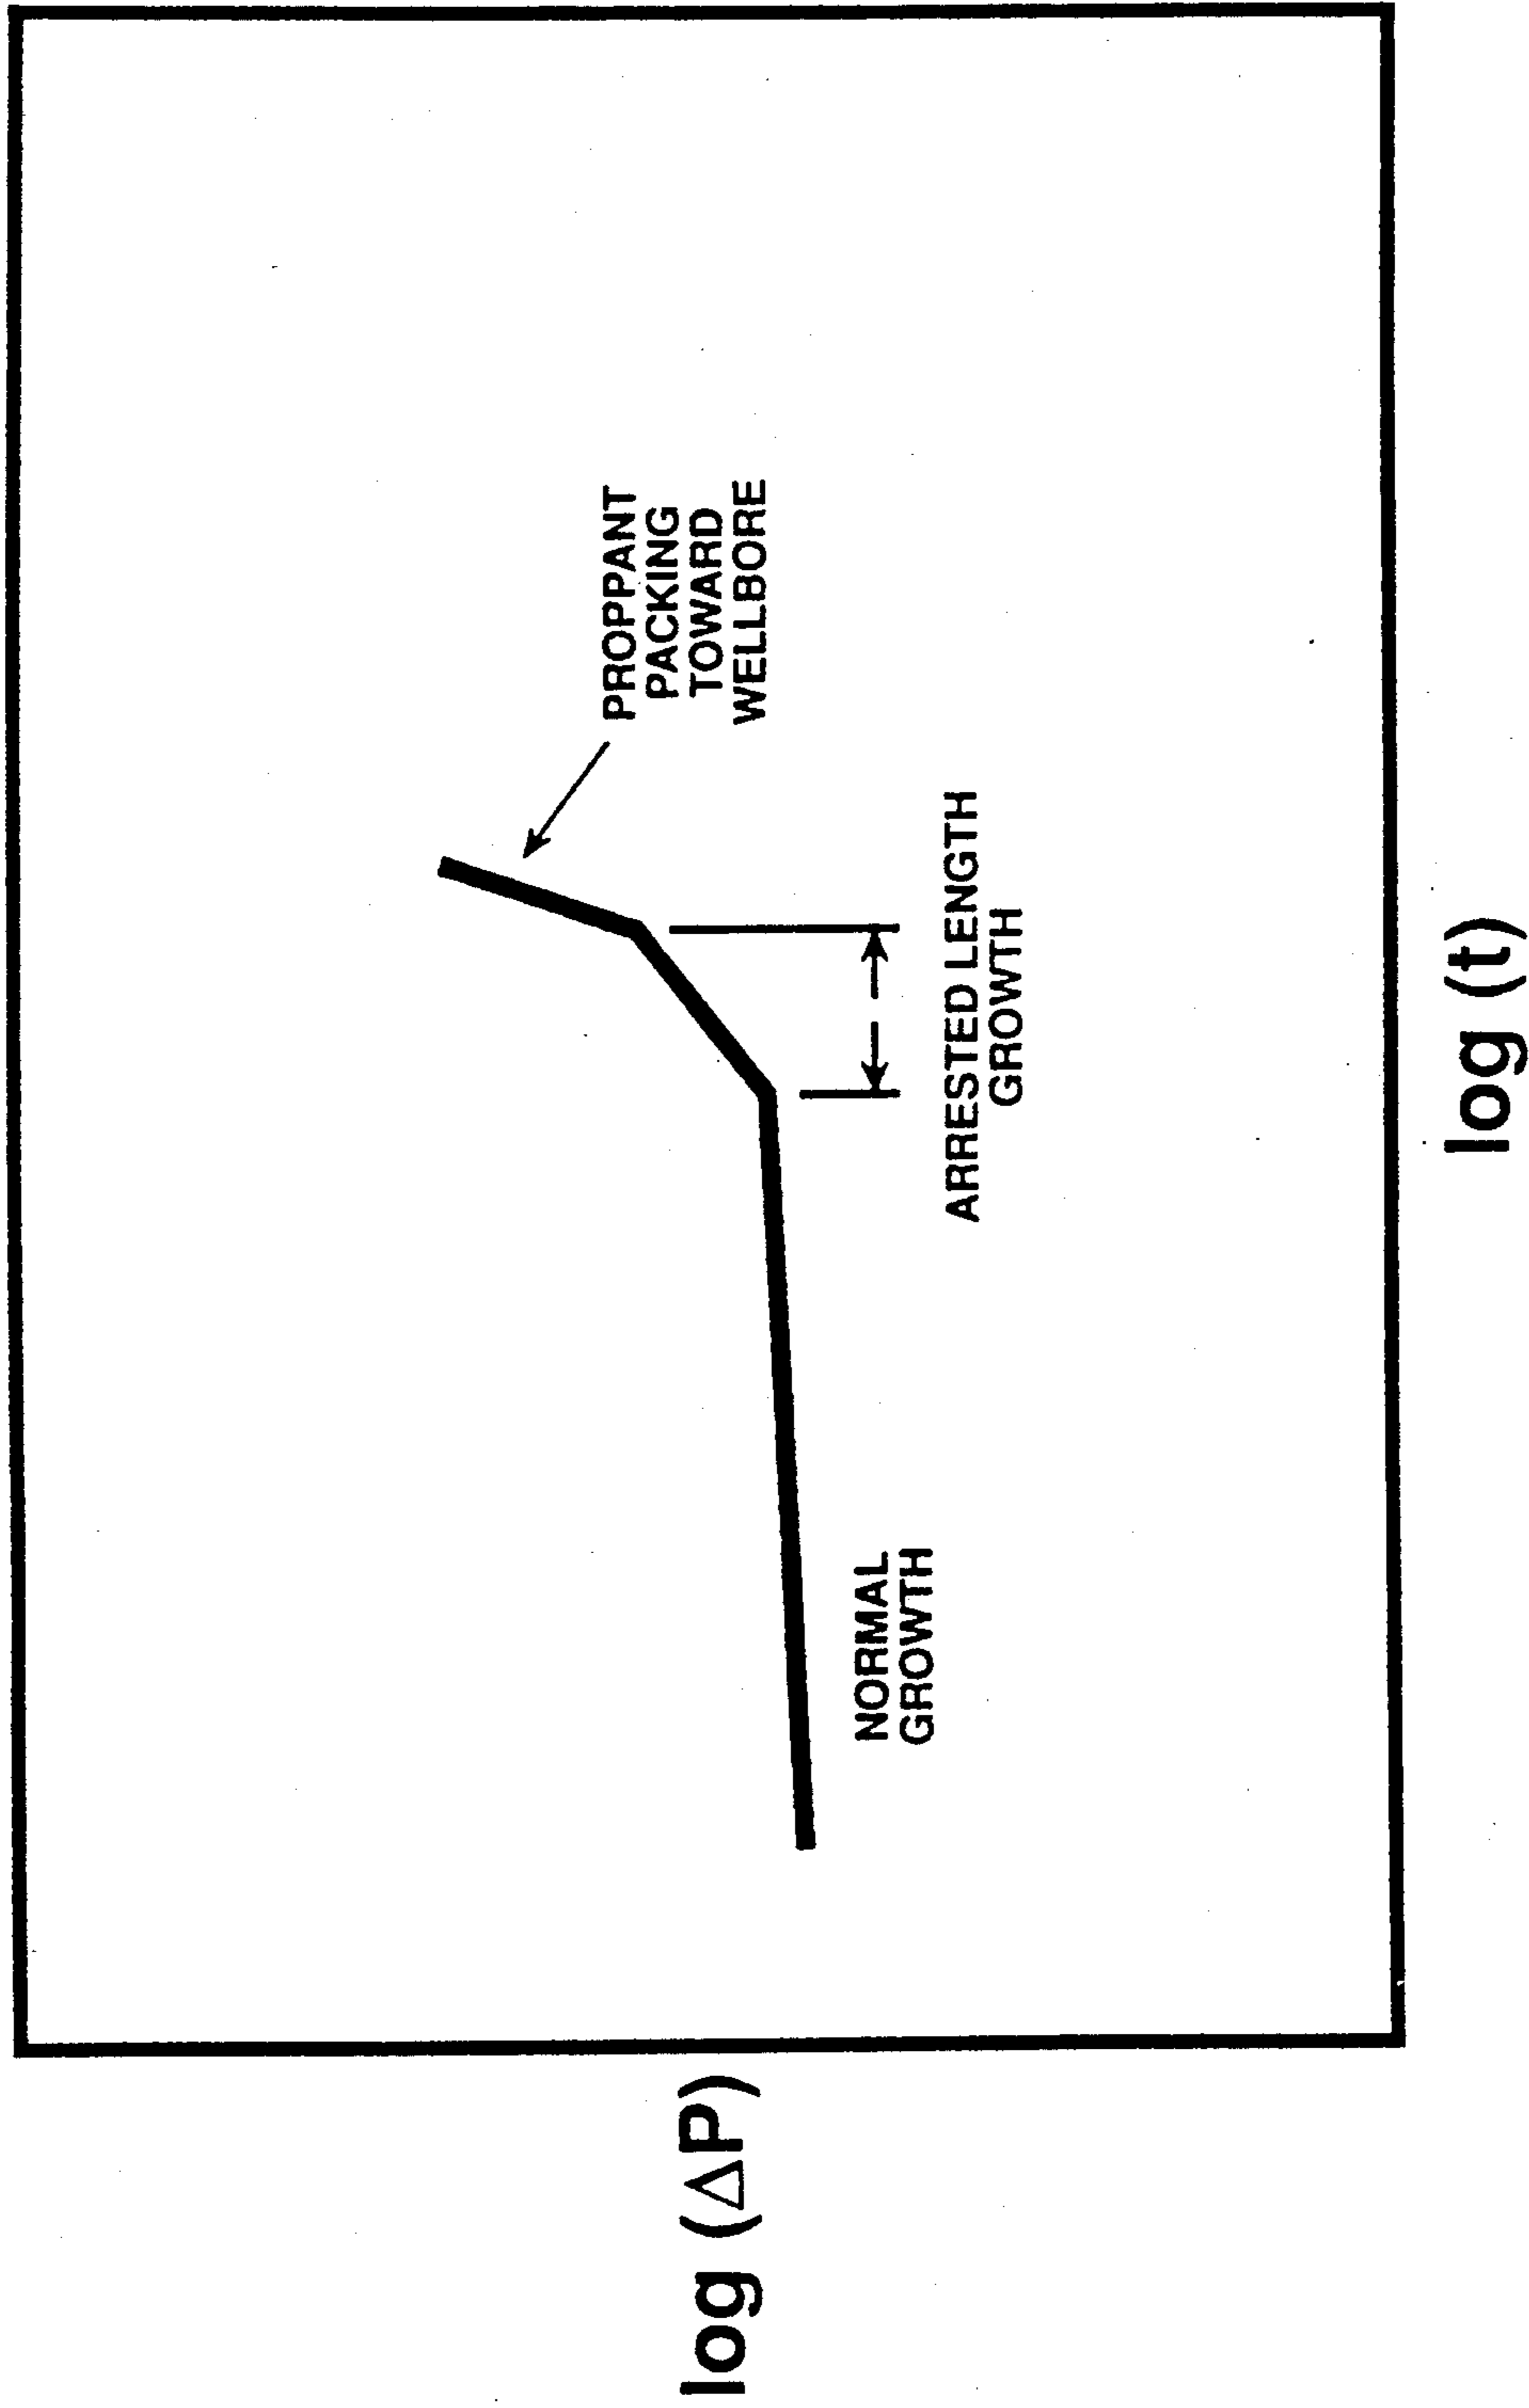 log (ΔP)
PROPPANT
PACKING
TOWARD
WELLBORE
NORMAL
GROWTH
ARRESTED LENGTH
GROWTH
log (t)